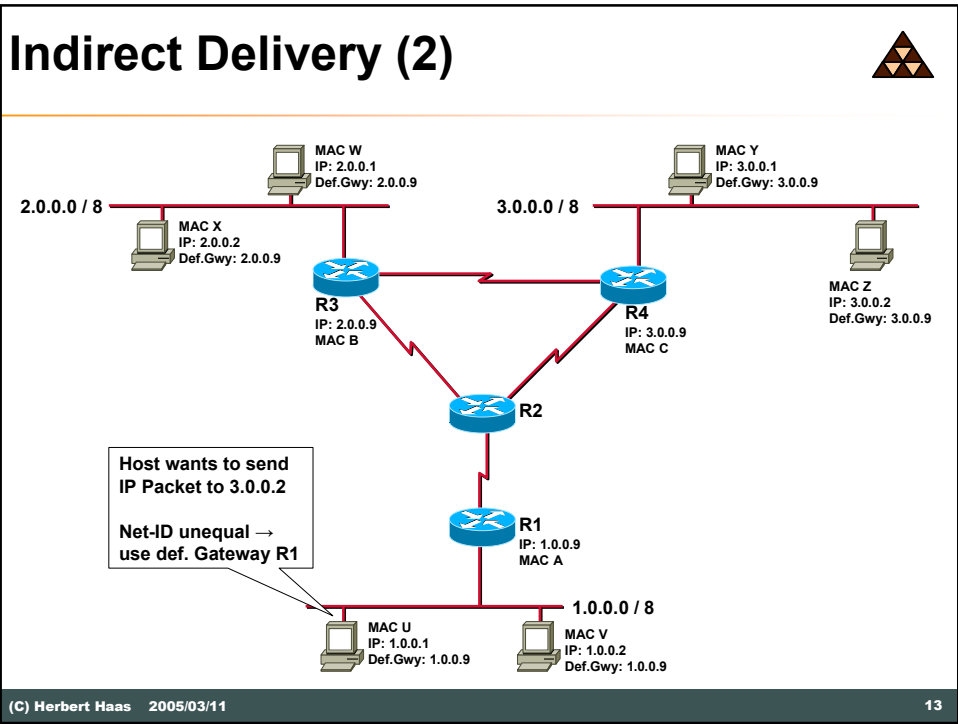 Indirect Delivery (2)
MAC W
IP: 2.0.0.1
Def.Gwy: 2.0.0.9
MAC Y
IP: 3.0.0.1
Def.Gwy: 3.0.0.9
2.0.0.0 / 8
3.0.0.0 / 8
MAC X
IP: 2.0.0.2
Def.Gwy: 2.0.0.9
MAC Z
IP: 3.0.0.2
Def.Gwy: 3.0.0.9
R3
IP: 2.0.0.9
MAC B
R4
IP: 3.0.0.9
MAC C
R2
Host wants to send
IP Packet to 3.0.0.2
Net-ID unequal →
use def. Gateway R1
R1
IP: 1.0.0.9
MAC A
1.0.0.0 / 8
MAC U
IP: 1.0.0.1
Def.Gwy: 1.0.0.9
MAC V
IP: 1.0.0.2
Def.Gwy: 1.0.0.9
(C) Herbert Haas 2005/03/11
13